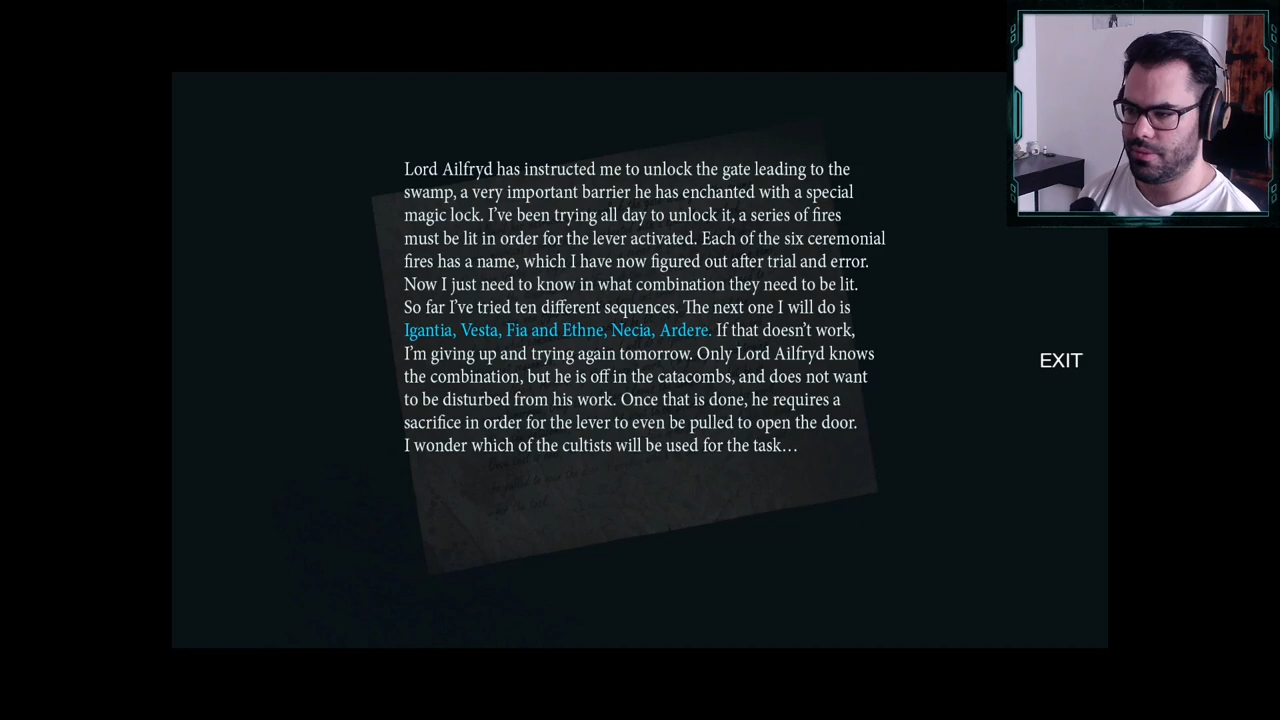 Lord Ailfryd has instructed me to unlock the gate leading to the
swamp, a very important barrier he has enchanted with a special
magic lock. I've been trying all day to unlock it, a series of fires
must be lit in order for the lever activated. Each of the six ceremonial
fires has a name, which I have now figured out after trial and error.
Now I just need to know in what combination they need to be lit.
So far I've tried ten different sequences. The next one I will do is
Igantia, Vesta, Fia and Ethne, Necia, Ardere. If that doesn't work,
I'm giving up and trying again tomorrow. Only Lord Ailfryd knows
the combination, but he is off in the catacombs, and does not want
to be disturbed from his work. Once that is done, he requires a
sacrifice in order for the lever to even be pulled to open the door.
I wonder which of the cultists will be used for the task…
EXIT